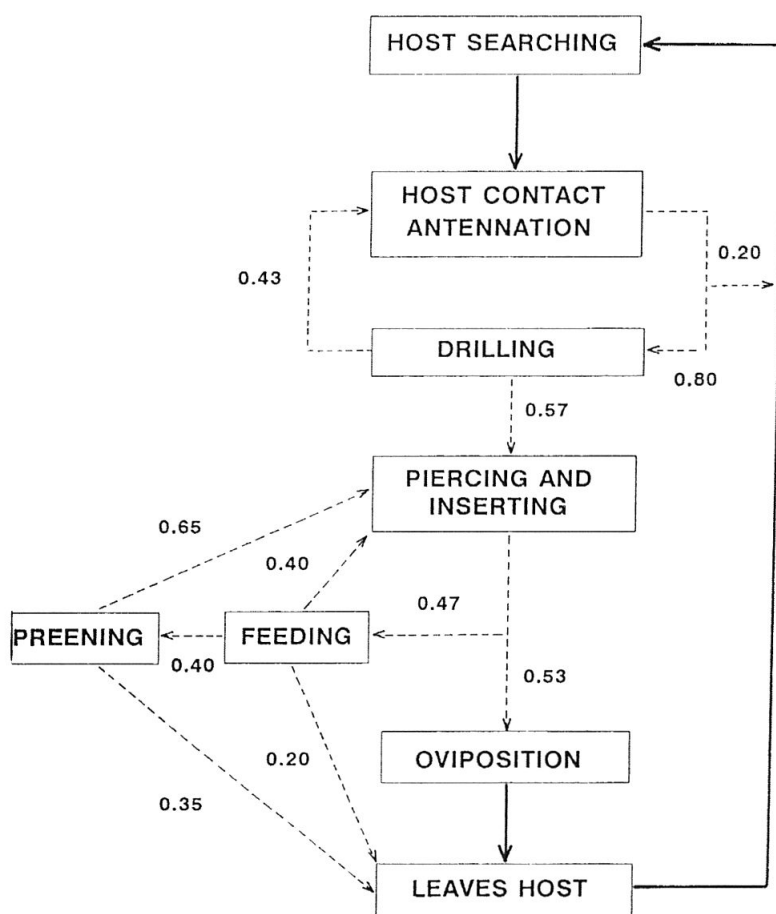 HOST SEARCHING
HOST CONTACT
ANTENNATION
0.20
0.43
DRILLING
0.80
0.57
PIERCING AND
INSERTING
0.65
0.40
0.47
PREENING
FEEDING
0.40
0.53
0.20
OVIPOSITION
0.35
LEAVES HOST